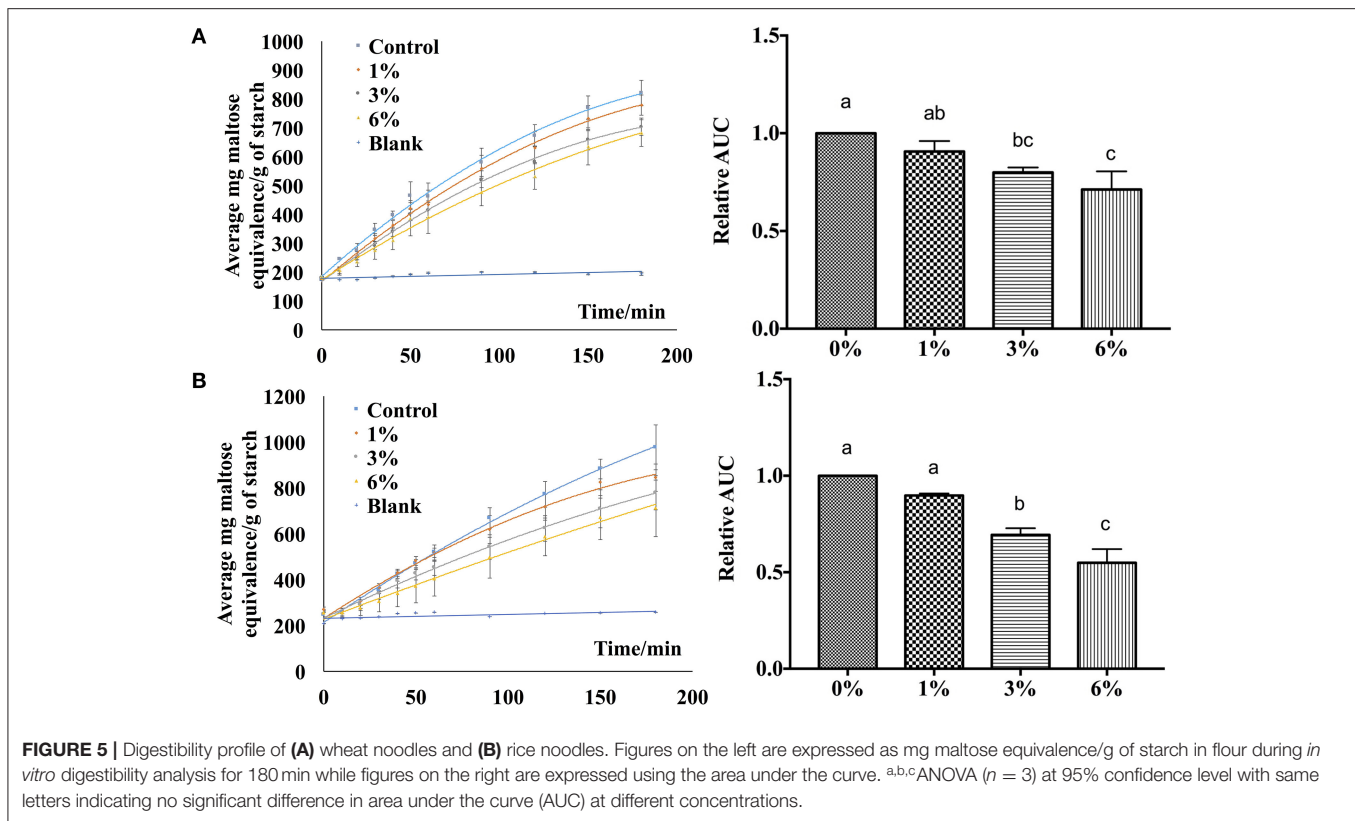 A
1000
900
800
700
600
500
400
300
200
100
0
Average mg maltose
equivalence/g of starch
Control
1%
3%
6%
Blank
Time/min
0 50 100 150 200
1.5
1.0
0.5
0.0
Relative AUC
a
ab
bc
c
0% 1% 3% 6%
B
1200
1000
800
600
400
200
0
Average mg maltose
equivalence/g of starch
Control
1%
3%
6%
Blank
Time/min
0 50 100 150 200
1.5
1.0
0.5
0.0
Relative AUC
a
a
b
c
0% 1% 3% 6%
FIGURE 5 | Digestibility profile of (A) wheat noodles and (B) rice noodles. Figures on the left are expressed as mg maltose equivalence/g of starch in flour during in
vitro digestibility analysis for 180 min while figures on the right are expressed using the area under the curve. a,b,cANOVA (n = 3) at 95% confidence level with same
letters indicating no significant difference in area under the curve (AUC) at different concentrations.